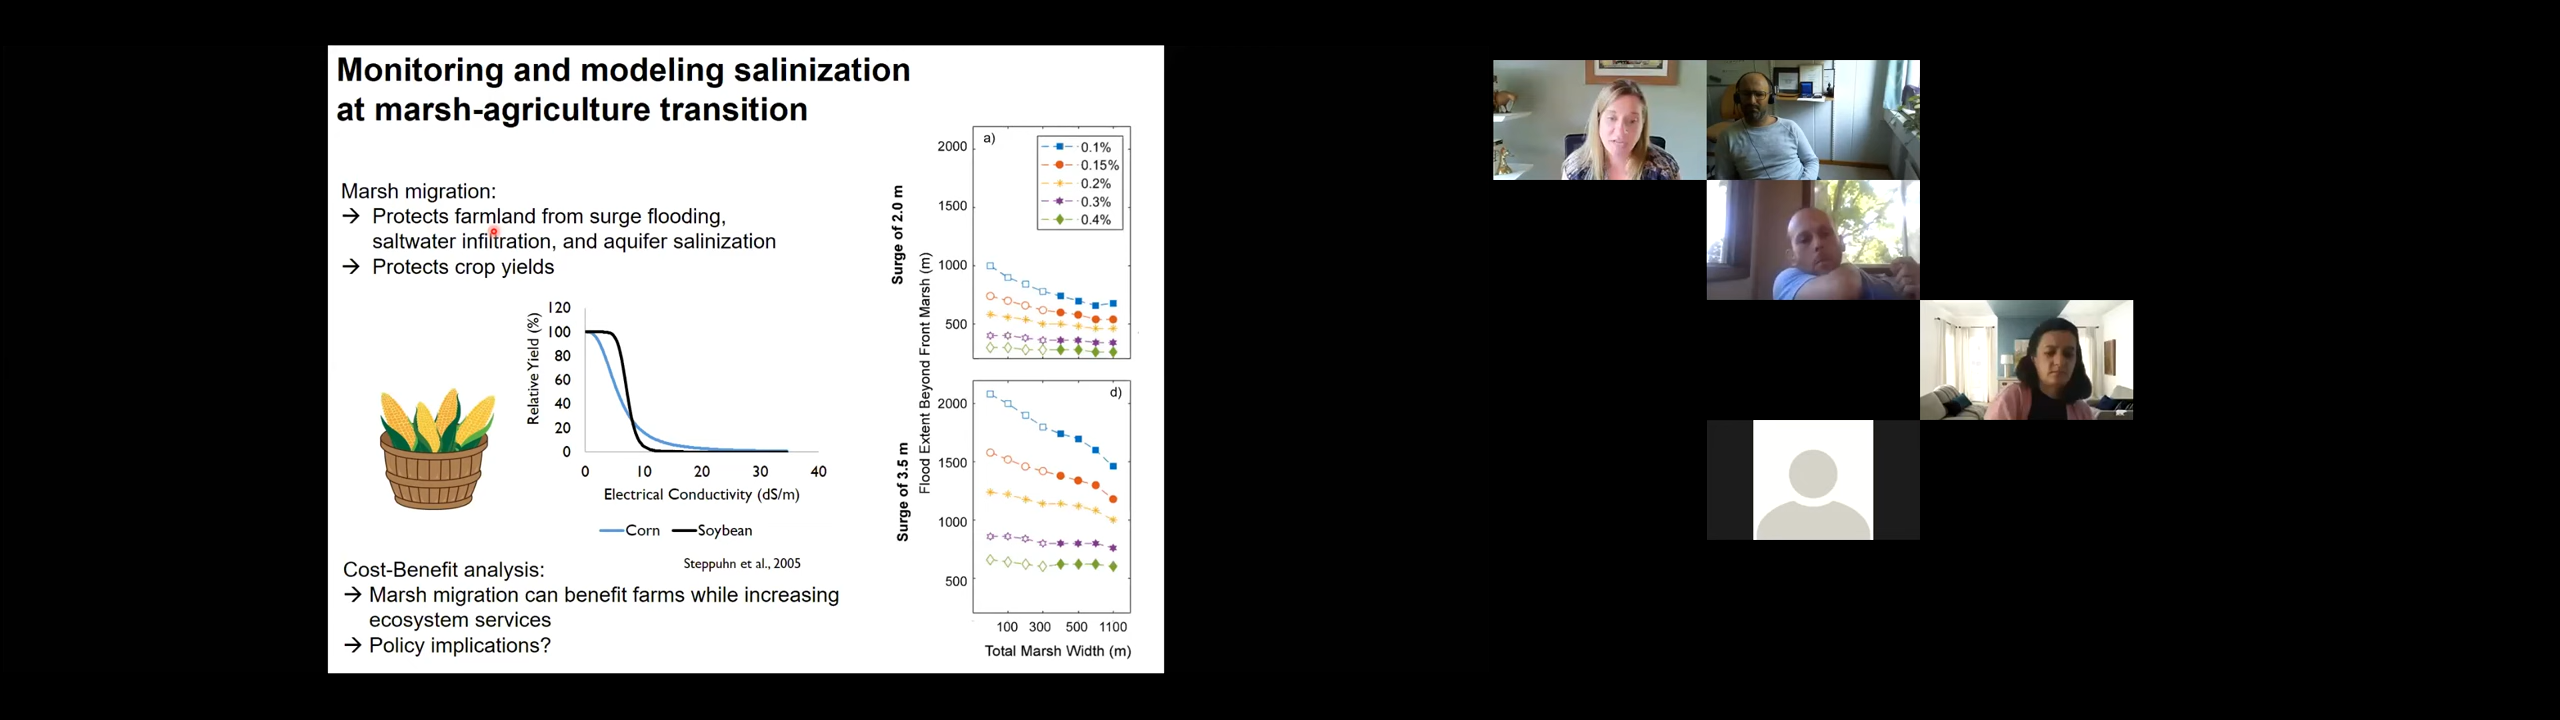 Monitoring and modeling salinization
at marsh-agriculture transition
Marsh migration:
→ Protects farmland from surge flooding,
saltwater infiltration, and aquifer salinization
→ Protects crop yields
Relative Yield (%)
120
100
80
60
40
20
0
0 10 20 30 40
Electrical Conductivity (dS/m)
Corn Soybean
Steppuhn et al., 2005
Cost-Benefit analysis:
→ Marsh migration can benefit farms while increasing
ecosystem services
→ Policy implications?
Surge of 2.0 m
Surge of 3.5 m
Flood Extent Beyond Front Marsh (m)
a)
0.1%
0.15%
0.2%
0.3%
0.4%
2000
1500
1000
500
d)
2000
1500
1000
500
100 300 500 1100
Total Marsh Width (m)